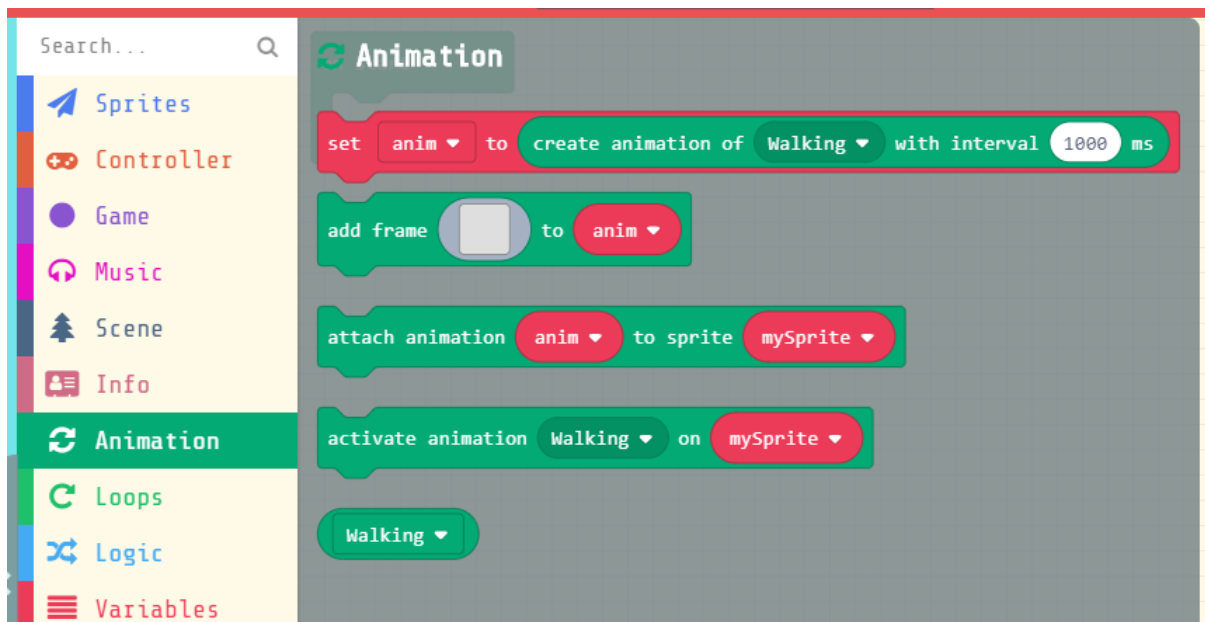 Search...
Sprites
Controller
Game
Music
Scene
Info
Animation
Loops
Logic
Variables
Animation
set anim to create animation of Walking with interval 1000 ms
add frame to anim
attach animation anim to sprite mySprite
activate animation Walking on mySprite
Walking